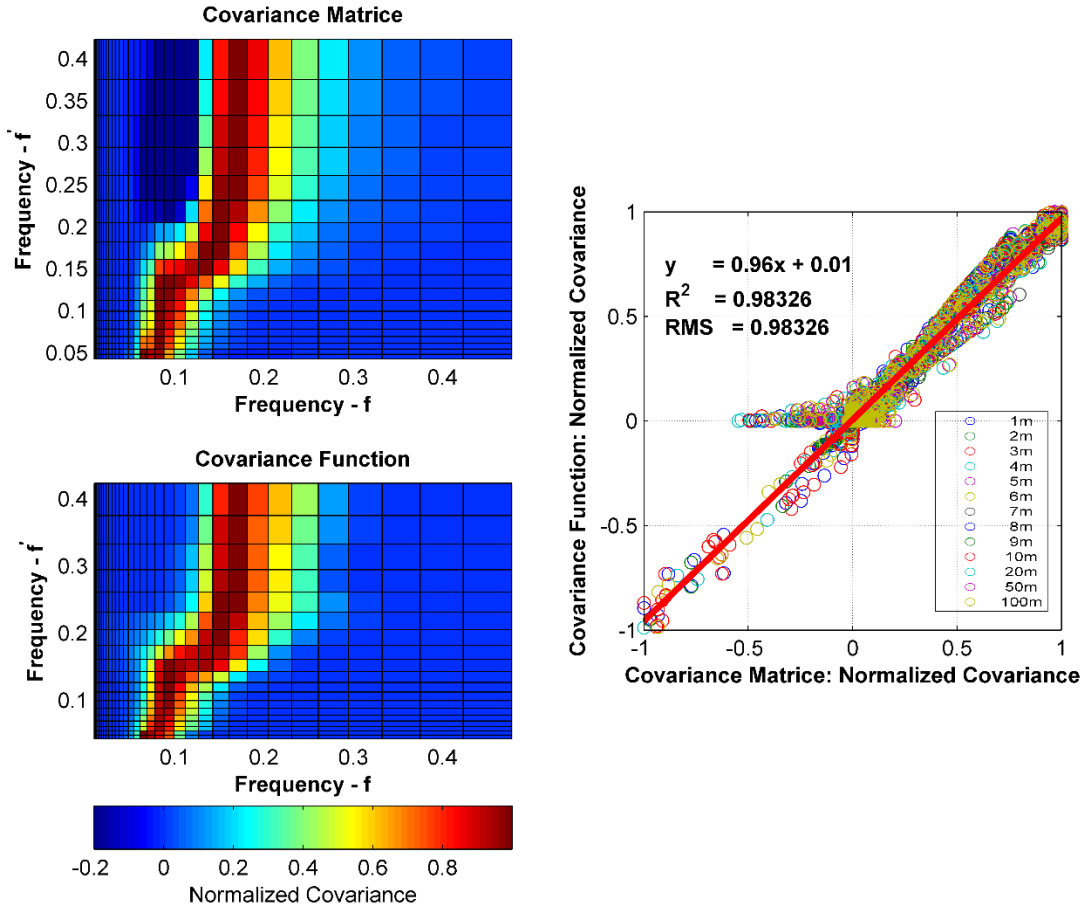 Covariance Matrice
0.4
0.35
0.3
0.25
0.2
0.15
0.1
0.05
Frequency - f'
0.1 0.2 0.3 0.4
Frequency - f
Covariance Function
0.4
0.3
0.2
0.1
Frequency - f'
0.1 0.2 0.3 0.4
Frequency - f
-0.2 0 0.2 0.4 0.6 0.8
Normalized Covariance
Covariance Function: Normalized Covariance
1
0.5
0
-0.5
-1
y = 0.96x + 0.01
R² = 0.98326
RMS = 0.98326
1m
2m
3m
4m
5m
6m
7m
8m
9m
10m
20m
50m
100m
-1 -0.5 0 0.5 1
Covariance Matrice: Normalized Covariance